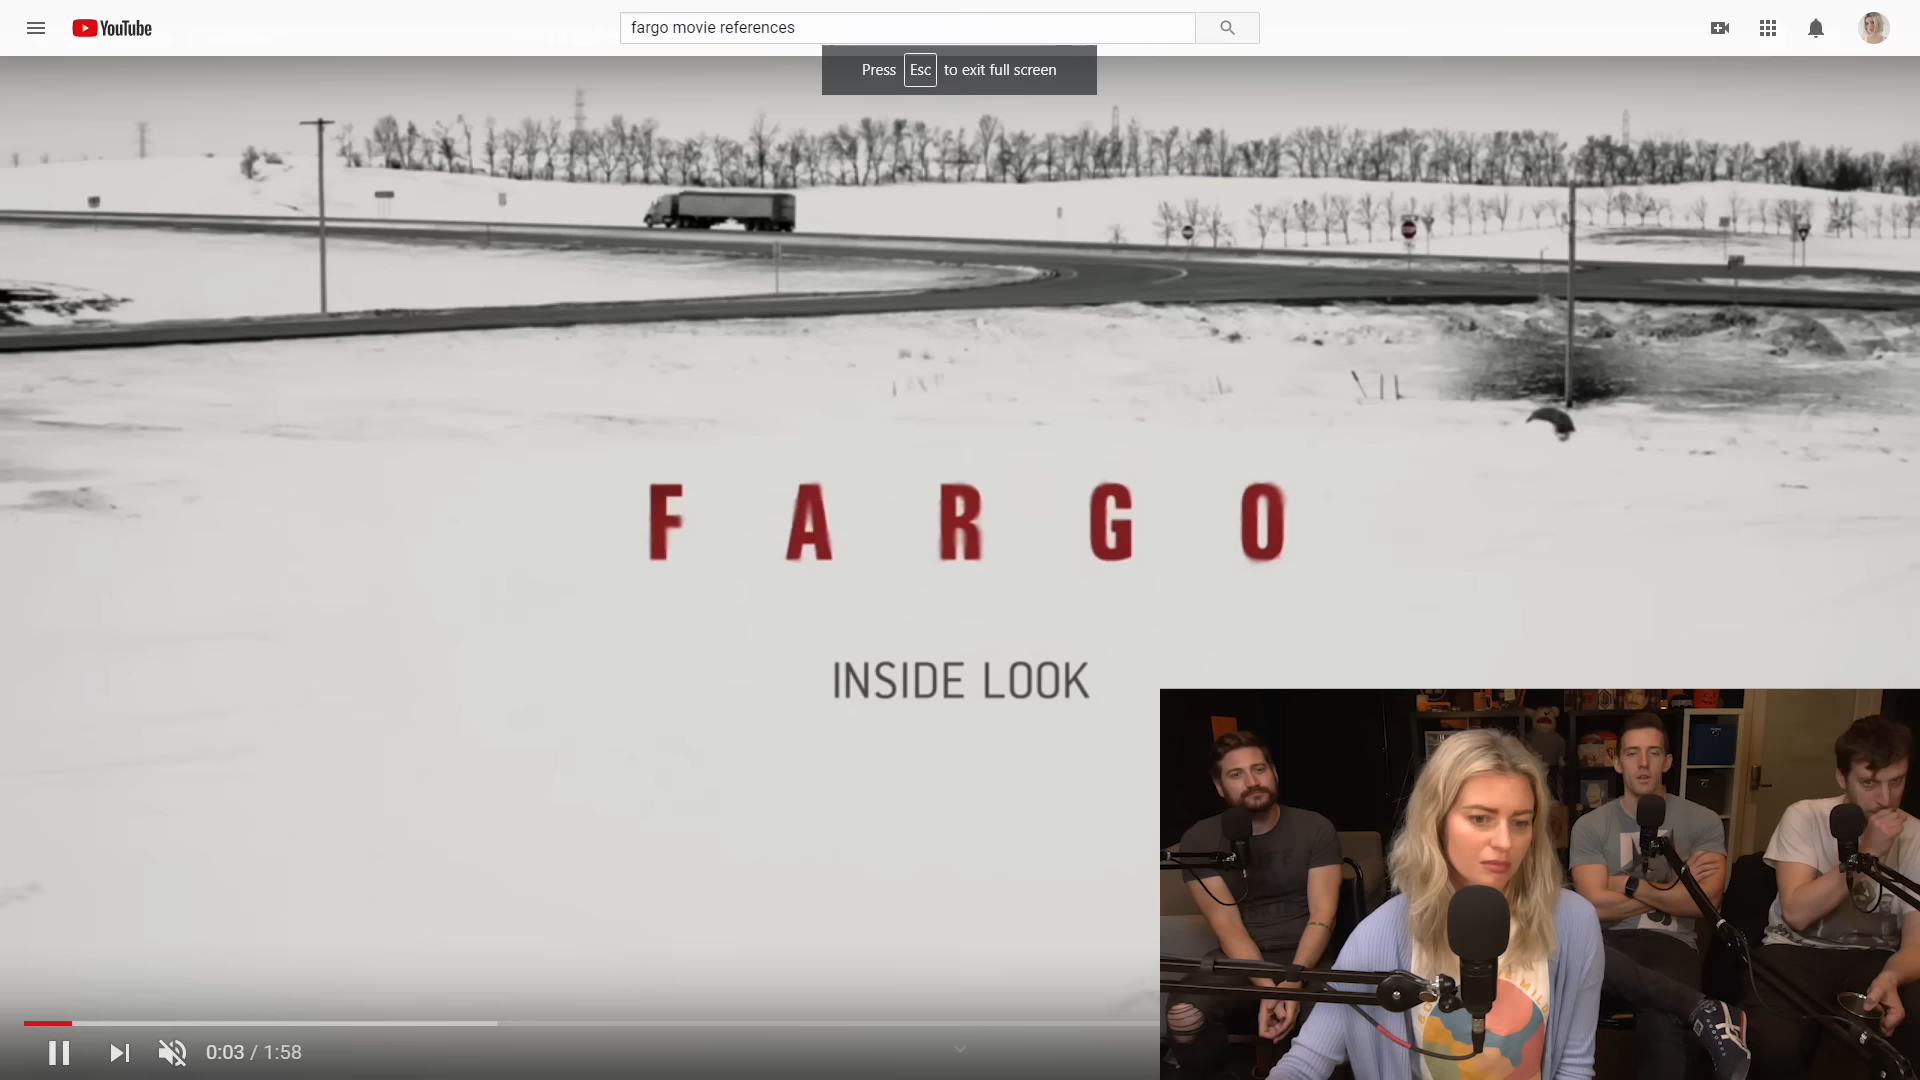 YouTube
fargo movie references
Press Esc to exit full screen
FARGO
INSIDE LOOK
0:03 / 1:58